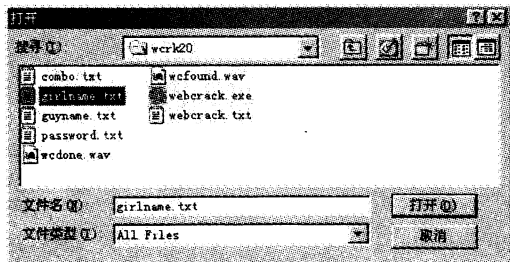 打开
搜寻(I) wcrk20
combo.txt wcfound.wav
girlname.txt webcrack.exe
guyname.txt webcrack.txt
password.txt
wcdone.wav
文件名(N) girlname.txt 打开(O)
文件类型(T) All Files 取消